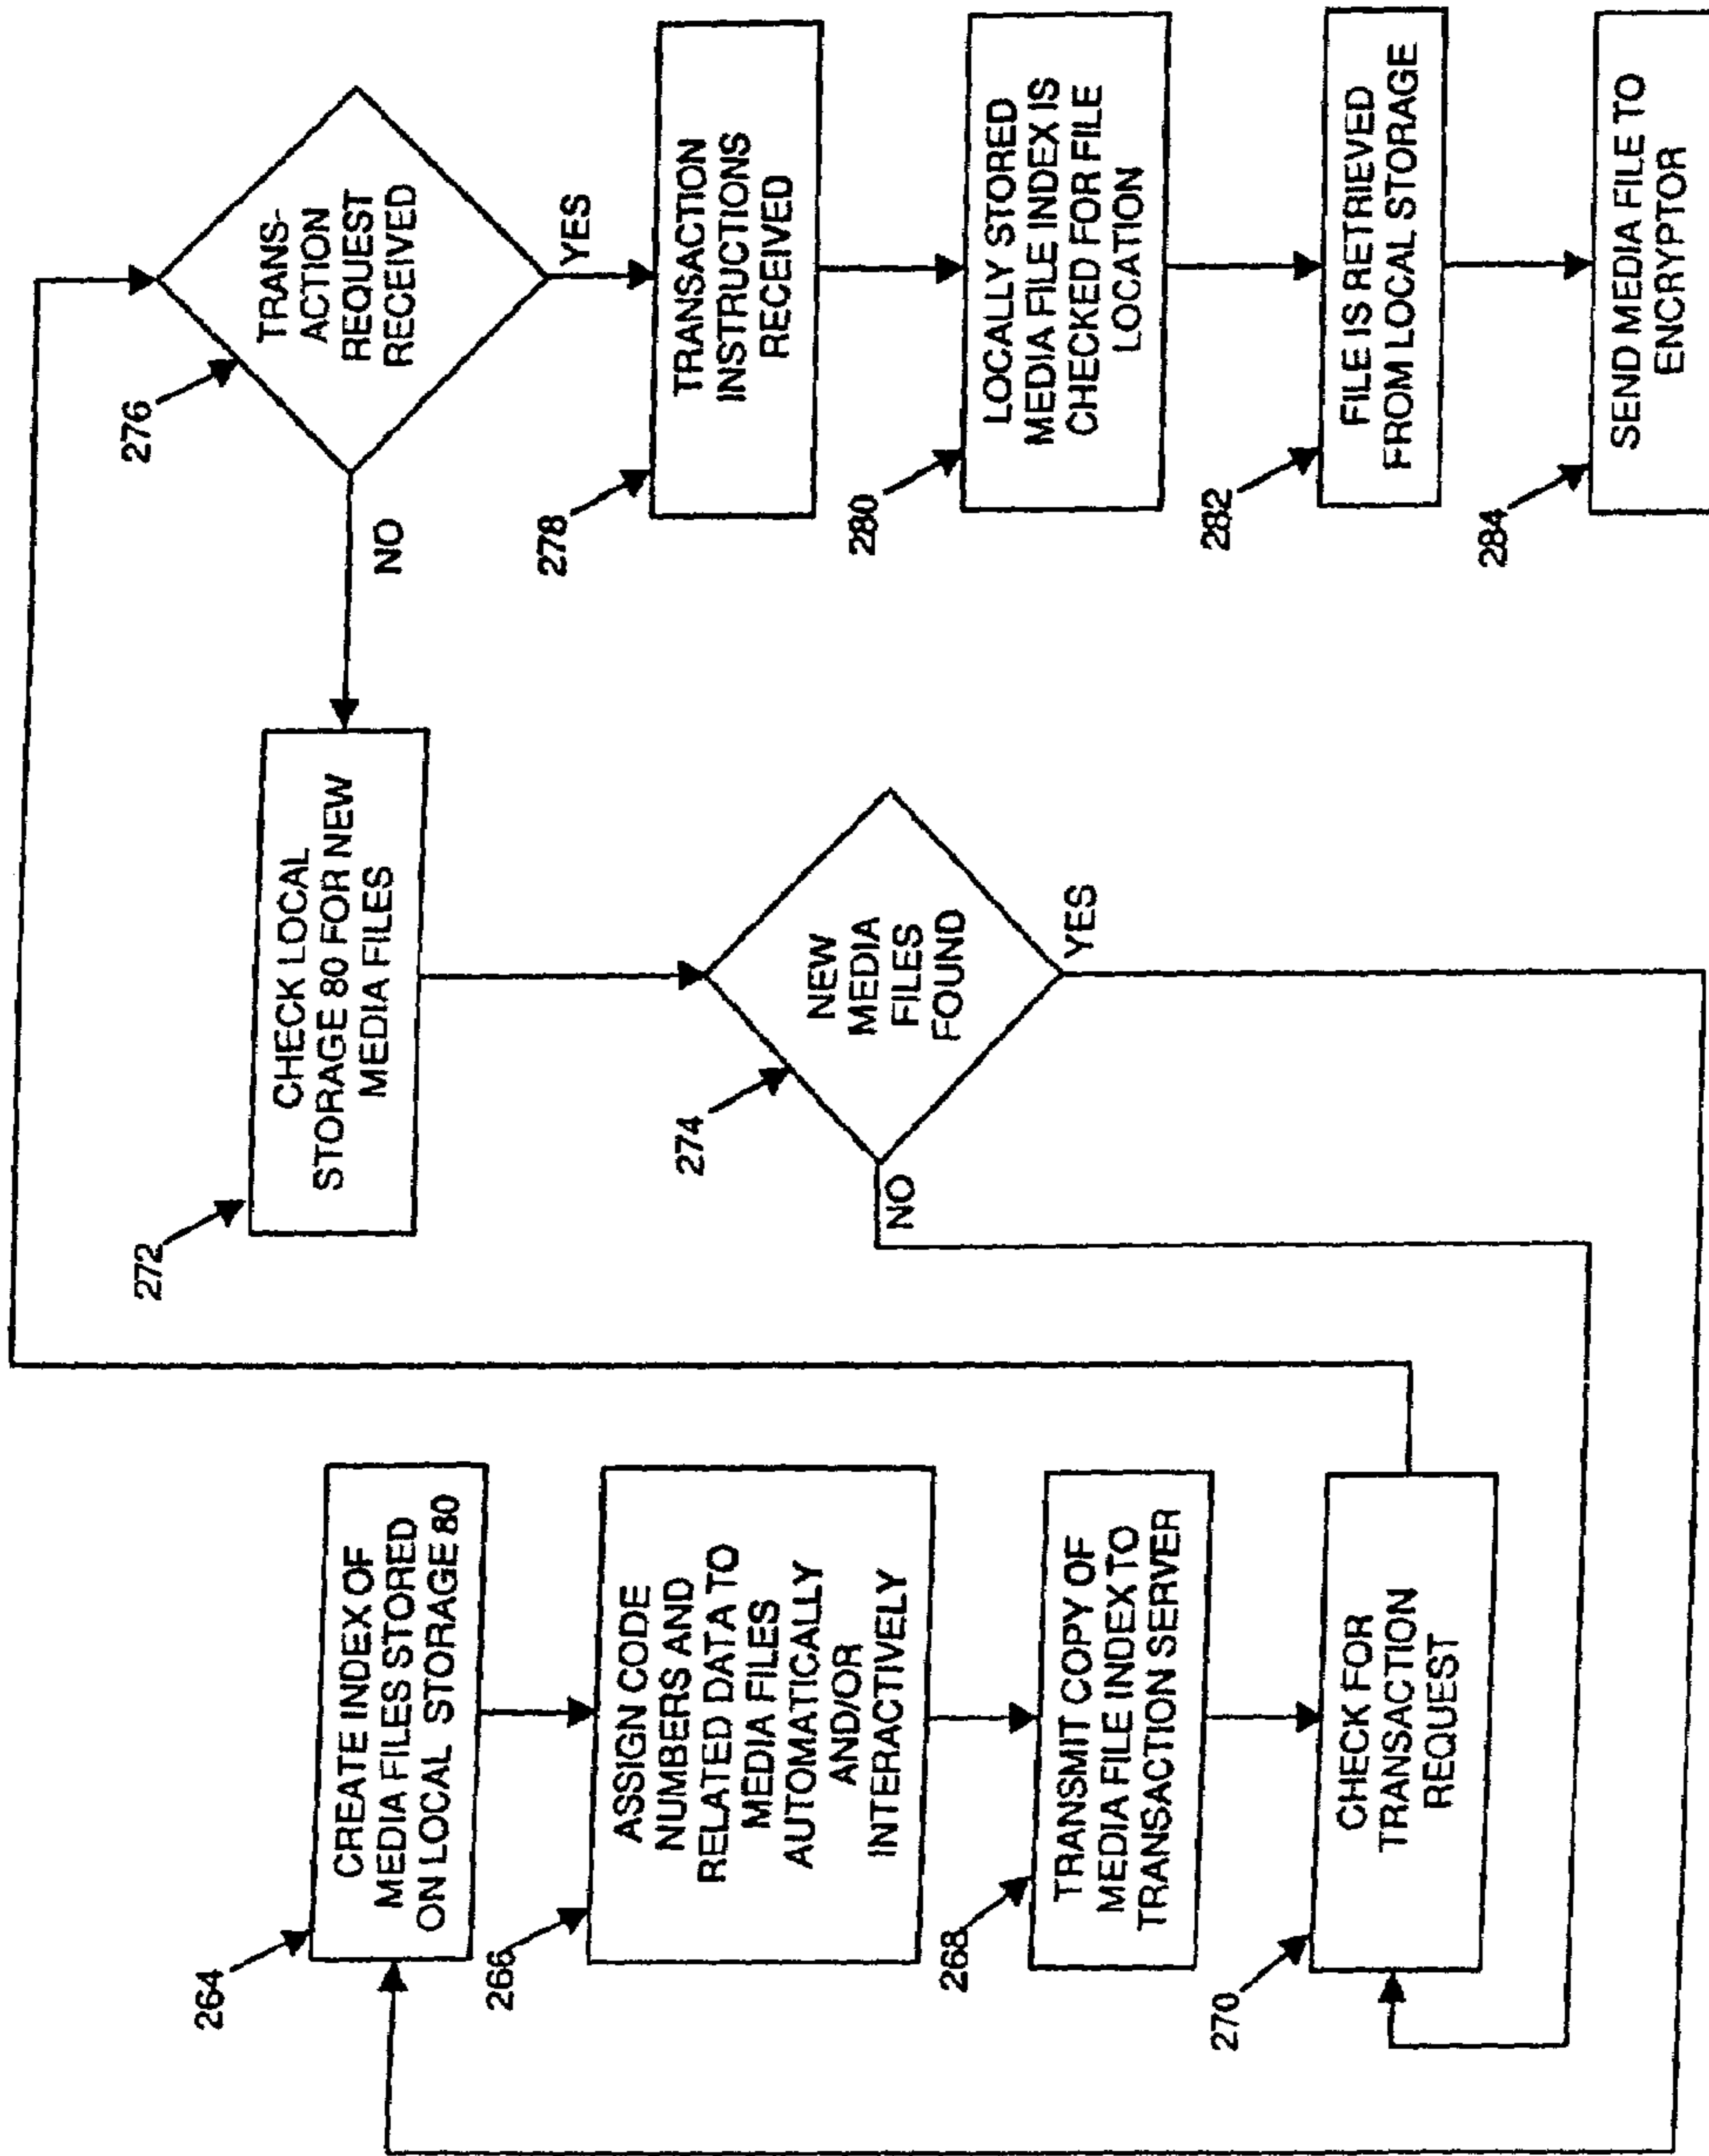 264
CREATE INDEX OF
MEDIA FILES STORED
ON LOCAL STORAGE 80
266
ASSIGN CODE
NUMBERS AND
RELATED DATA TO
MEDIA FILES
AUTOMATICALLY
AND/OR
INTERACTIVELY
268
TRANSMIT COPY OF
MEDIA FILE INDEX TO
TRANSACTION SERVER
270
CHECK FOR
TRANSACTION
REQUEST
272
CHECK LOCAL
STORAGE 80 FOR NEW
MEDIA FILES
274
NEW
MEDIA
FILES
FOUND
NO
YES
276
TRANS-
ACTION
REQUEST
RECEIVED
NO
YES
278
TRANSACTION
INSTRUCTIONS
RECEIVED
280
LOCALLY STORED
MEDIA FILE INDEX IS
CHECKED FOR FILE
LOCATION
282
FILE IS RETRIEVED
FROM LOCAL STORAGE
284
SEND MEDIA FILE TO
ENCRYPTOR